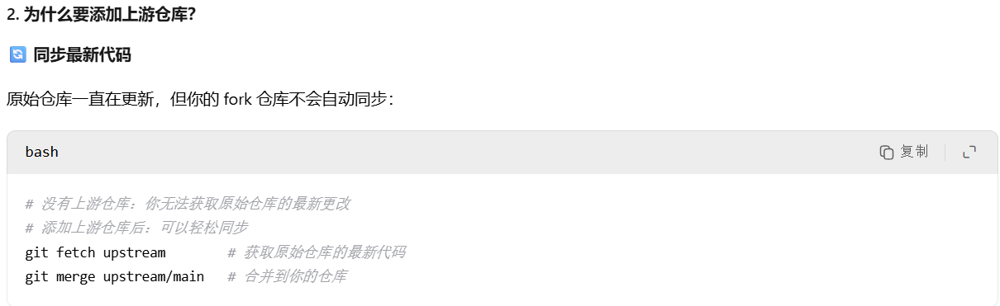 2. 为什么要添加上游仓库？
🔄 同步最新代码
原始仓库一直在更新，但你的 fork 仓库不会自动同步：
bash
复制
# 没有上游仓库：你无法获取原始仓库的最新更改
# 添加上游仓库后：可以轻松同步
git fetch upstream        # 获取原始仓库的最新代码
git merge upstream/main   # 合并到你的仓库